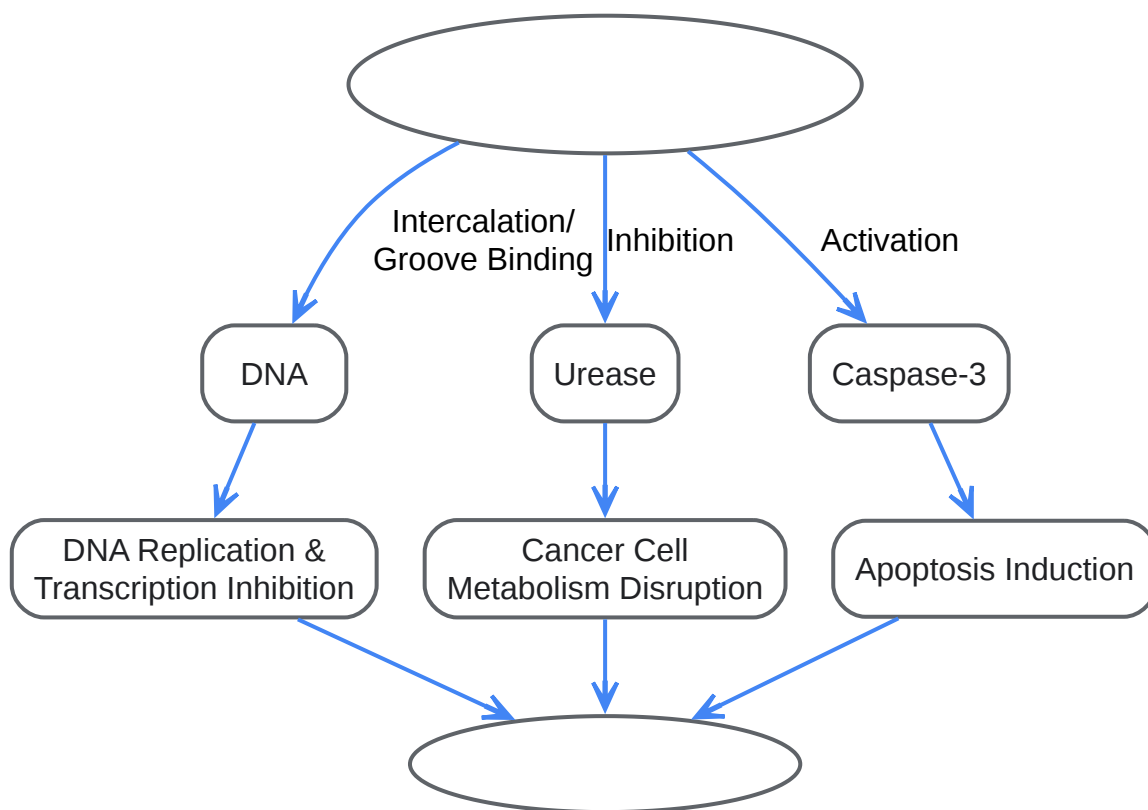 Intercalation/
Groove Binding
Inhibition
Activation
DNA
Urease
Caspase-3
DNA Replication &
Transcription Inhibition
Cancer Cell
Metabolism Disruption
Apoptosis Induction